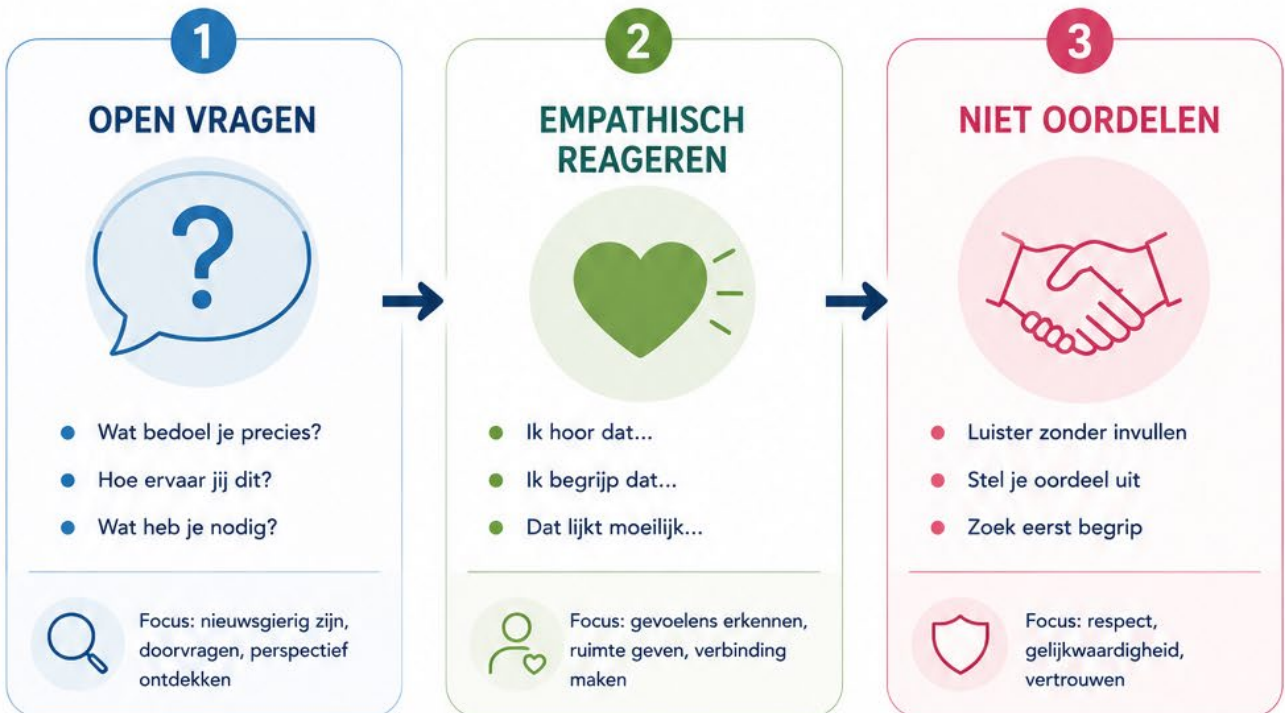 1
OPEN VRAGEN
?
Wat bedoel je precies?
Hoe ervaar jij dit?
Wat heb je nodig?
Focus: nieuwsgierig zijn,
doorvragen, perspectief
ontdekken
2
EMPATHISCH
REAGEREN
Ik hoor dat...
Ik begrijp dat...
Dat lijkt moeilijk...
Focus: gevoelens erkennen,
ruimte geven, verbinding
maken
3
NIET OORDELEN
Luister zonder invullen
Stel je oordeel uit
Zoek eerst begrip
Focus: respect,
gelijkwaardigheid,
vertrouwen